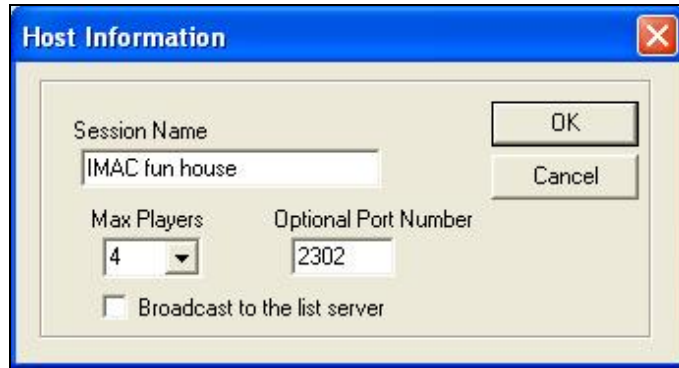 Host Information
Session Name
OK
IMAC fun house
Cancel
Max Players Optional Port Number
4 2302
Broadcast to the list server